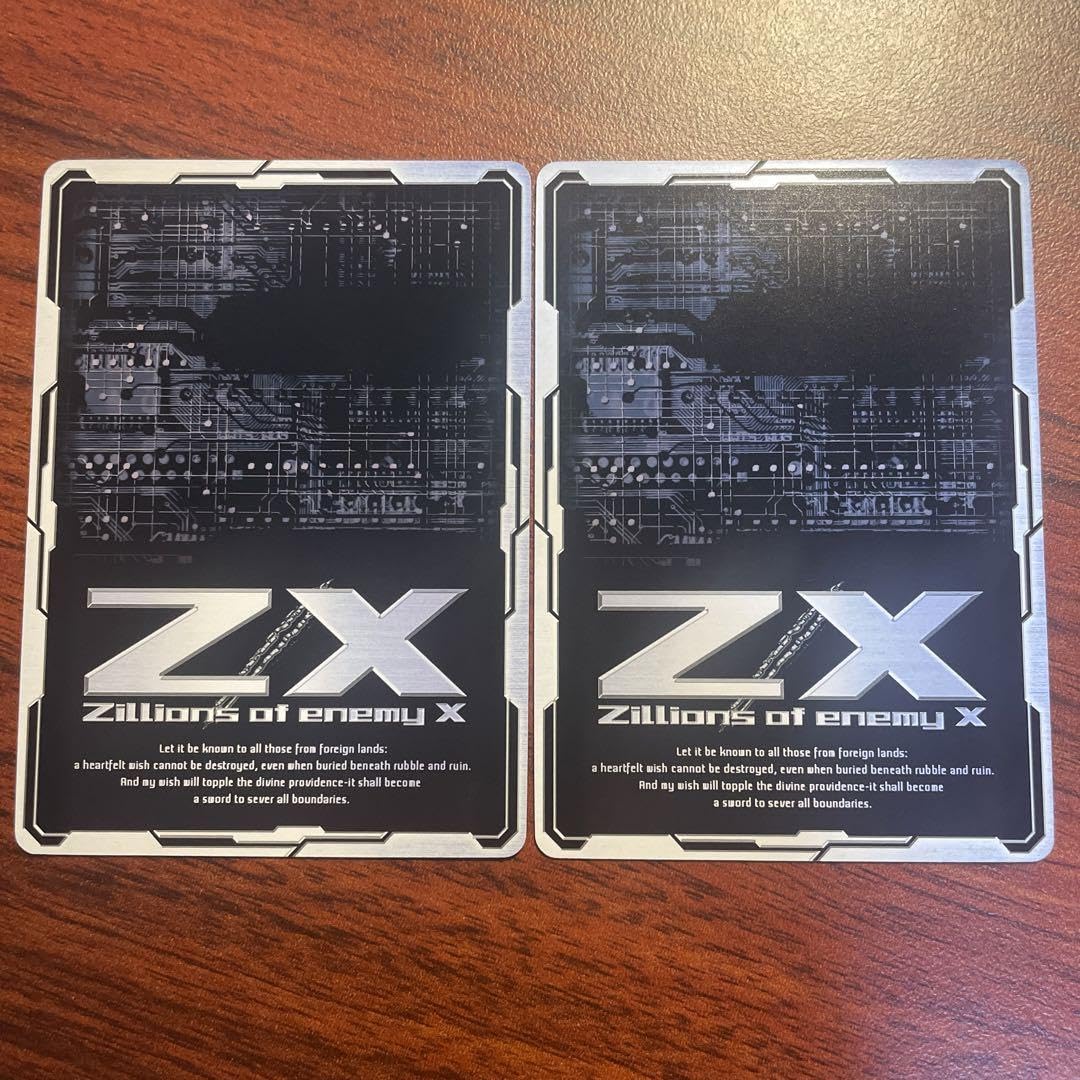 Z/X
Zillions of enemy X
Let it be known to all those from foreign lands:
a heartfelt wish cannot be destroyed, even when buried beneath rubble and ruin.
And my wish will topple the divine providence-it shall become
a sword to sever all boundaries.
Z/X
Zillions of enemy X
Let it be known to all those from foreign lands:
a heartfelt wish cannot be destroyed, even when buried beneath rubble and ruin.
And my wish will topple the divine providence-it shall become
a sword to sever all boundaries.